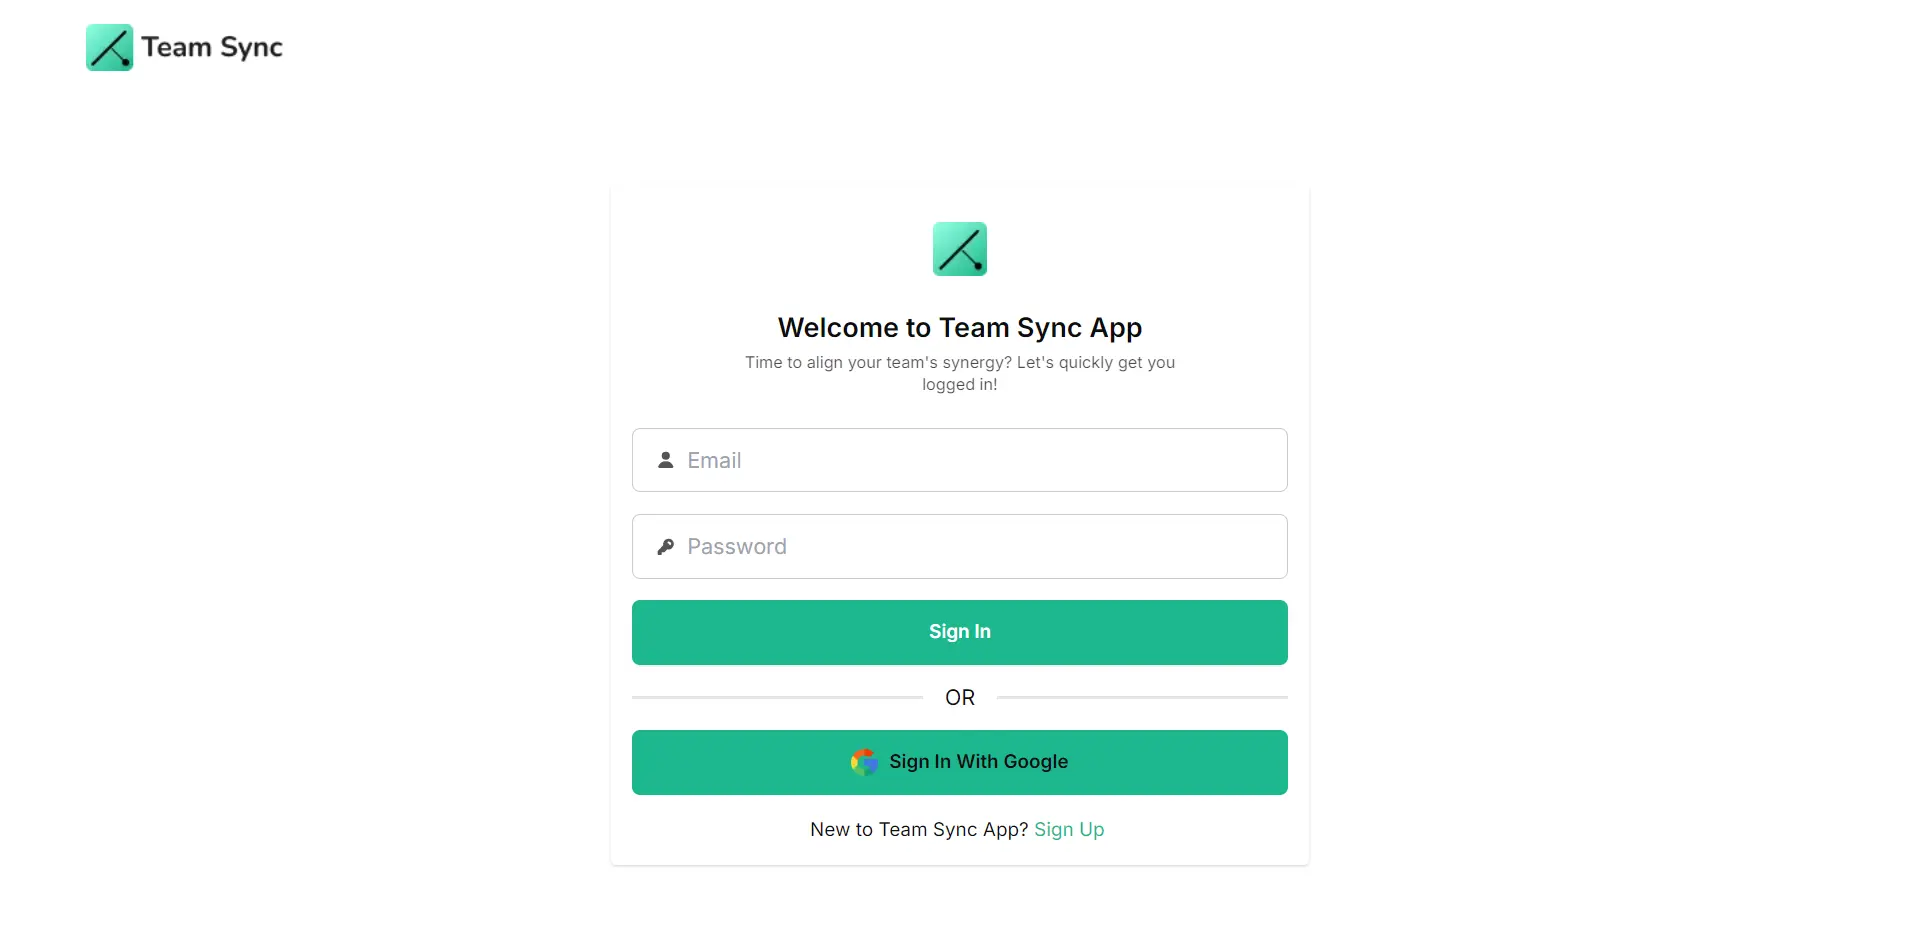 Team Sync
Welcome to Team Sync App
Time to align your team's synergy? Let's quickly get you
logged in!
Email
Password
Sign In
OR
Sign In With Google
New to Team Sync App? Sign Up